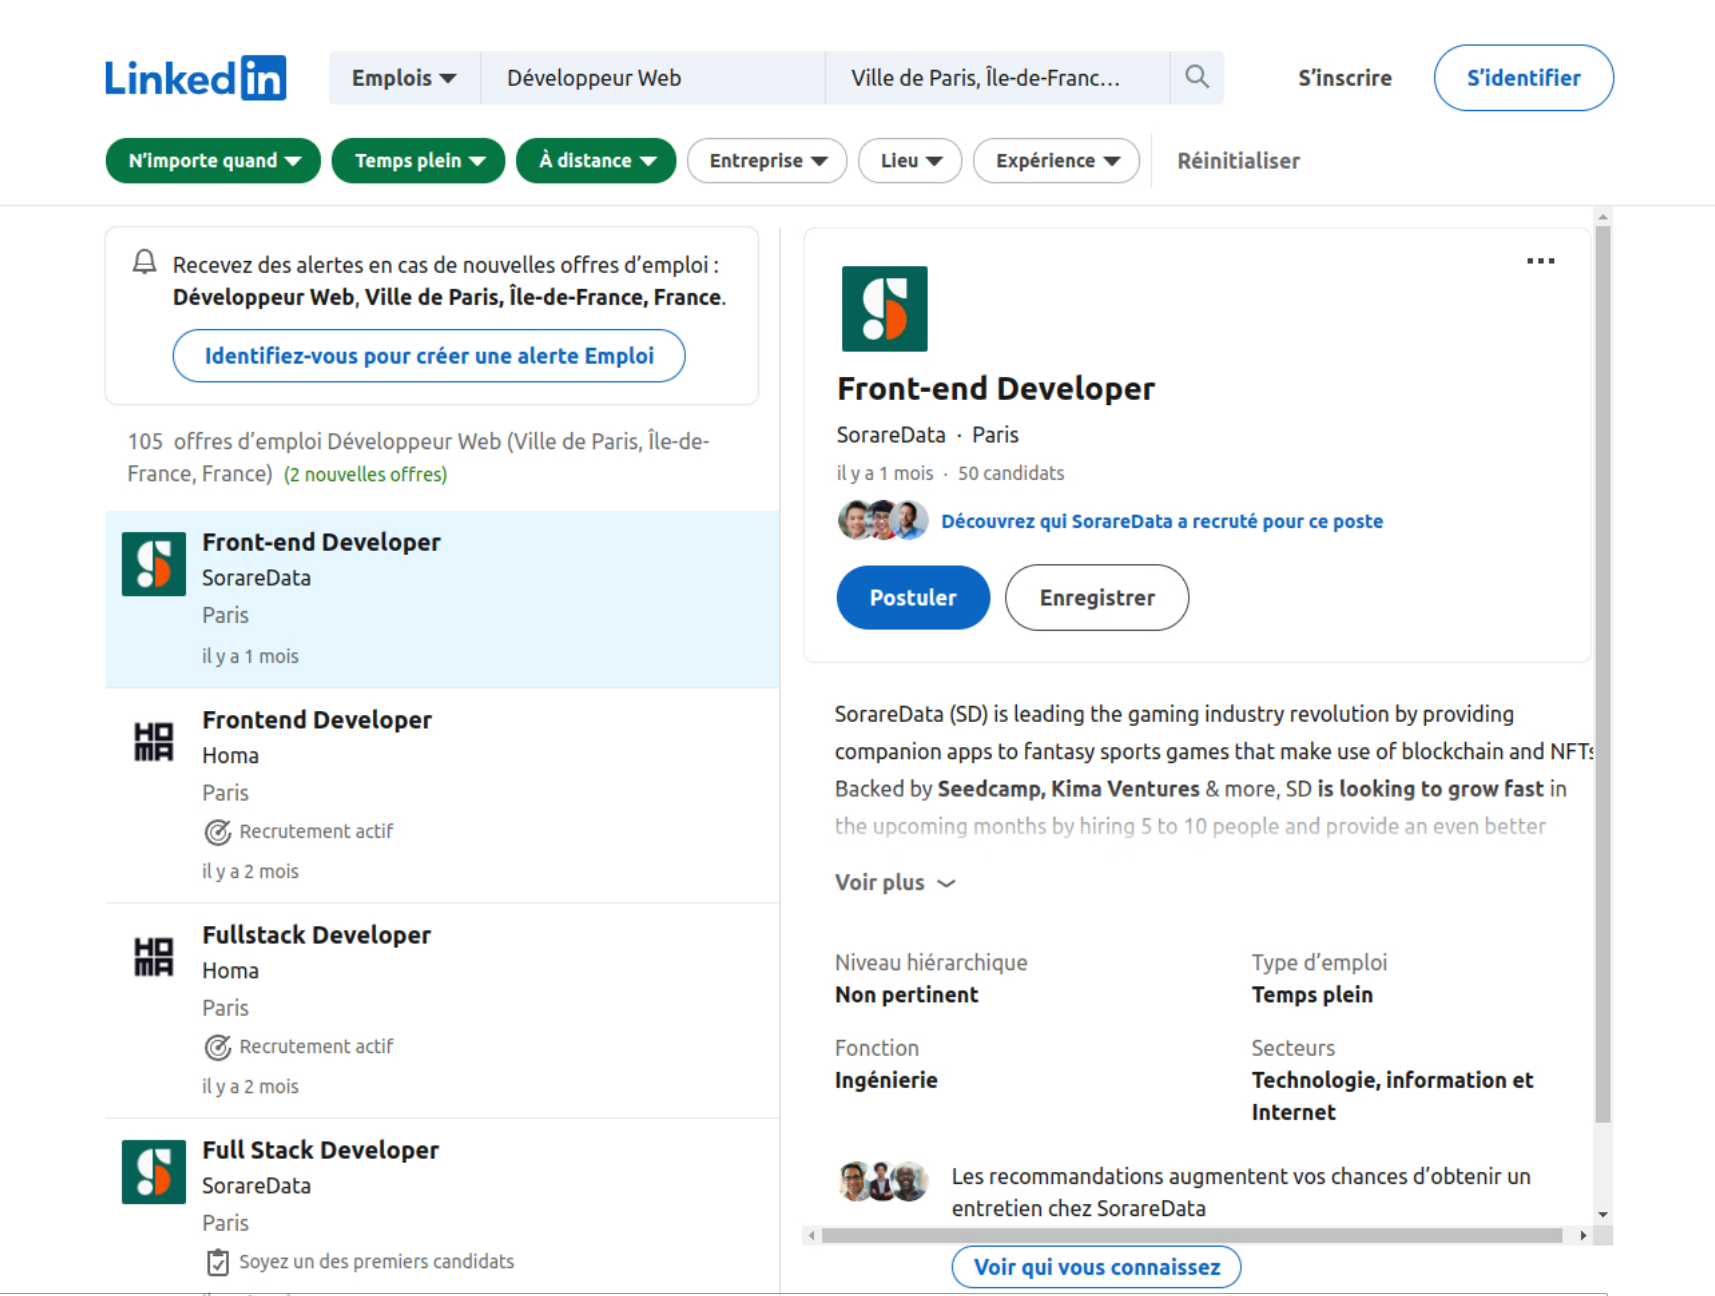 Linked in
Emplois
Développeur Web
Ville de Paris, Île-de-Franc...
S'inscrire
S'identifier
N'importe quand
Temps plein
À distance
Entreprise
Lieu
Expérience
Réinitialiser
Recevez des alertes en cas de nouvelles offres d'emploi :
Développeur Web, Ville de Paris, Île-de-France, France.
Identifiez-vous pour créer une alerte Emploi
105 offres d'emploi Développeur Web (Ville de Paris, Île-de-
France, France) (2 nouvelles offres)
Front-end Developer
SorareData
Paris
il y a 1 mois
HOMA
Frontend Developer
Homa
Paris
Recrutement actif
il y a 2 mois
HOMA
Fullstack Developer
Homa
Paris
Recrutement actif
il y a 2 mois
Full Stack Developer
SorareData
Paris
Soyez un des premiers candidats
Front-end Developer
SorareData · Paris
il y a 1 mois · 50 candidats
Découvrez qui SorareData a recruté pour ce poste
Postuler
Enregistrer
SorareData (SD) is leading the gaming industry revolution by providing
companion apps to fantasy sports games that make use of blockchain and NFTs
Backed by Seedcamp, Kima Ventures & more, SD is looking to grow fast in
the upcoming months by hiring 5 to 10 people and provide an even better
Voir plus
Niveau hiérarchique
Non pertinent
Type d'emploi
Temps plein
Fonction
Ingénierie
Secteurs
Technologie, information et
Internet
Les recommandations augmentent vos chances d'obtenir un
entretien chez SorareData
Voir qui vous connaissez